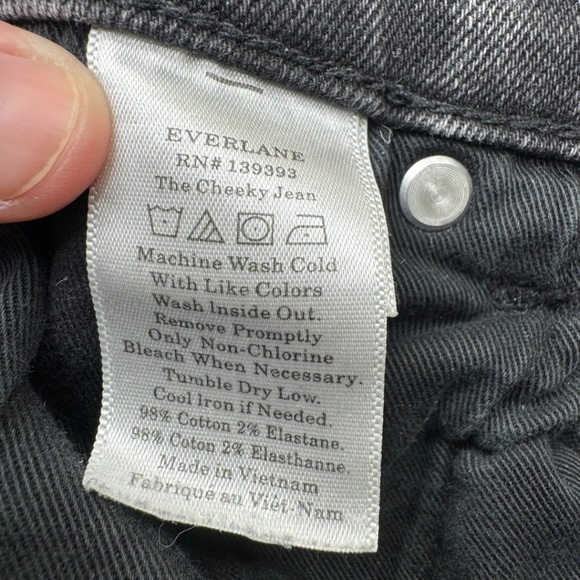 EVERLANE
RN# 139393
The Cheeky Jean
Machine Wash Cold
With Like Colors
Wash Inside Out.
Remove Promptly
Only Non-Chlorine
Bleach When Necessary.
Tumble Dry Low.
Cool Iron if Needed.
98% Cotton 2% Elastane.
98% Coton 2% Elasthanne.
Made in Vietnam
Fabrique au Viet-Nam